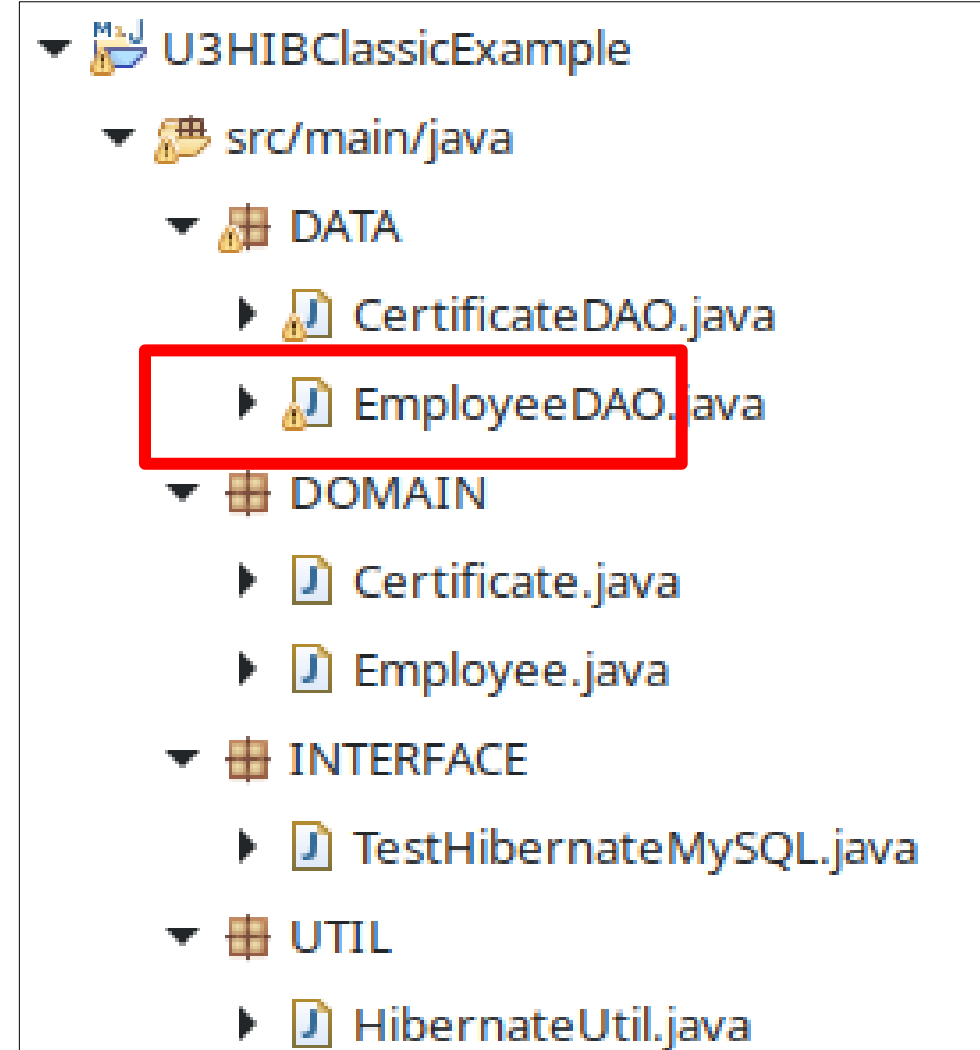 U3HIBClassicExample
src/main/java
DATA
CertificateDAO.java
EmployeeDAO.java
DOMAIN
Certificate.java
Employee.java
INTERFACE
TestHibernateMySQL.java
UTIL
HibernateUtil.java